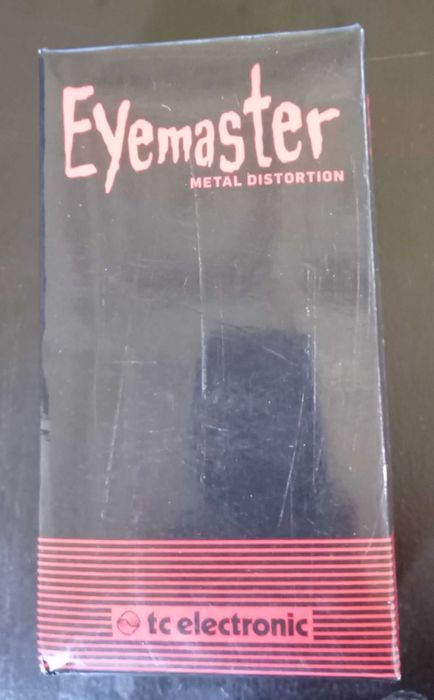 Eyemaster
METAL DISTORTION
tc electronic